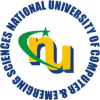 NATIONAL UNIVERSITY OF COMPUTER & EMERGING SCIENCES
nu